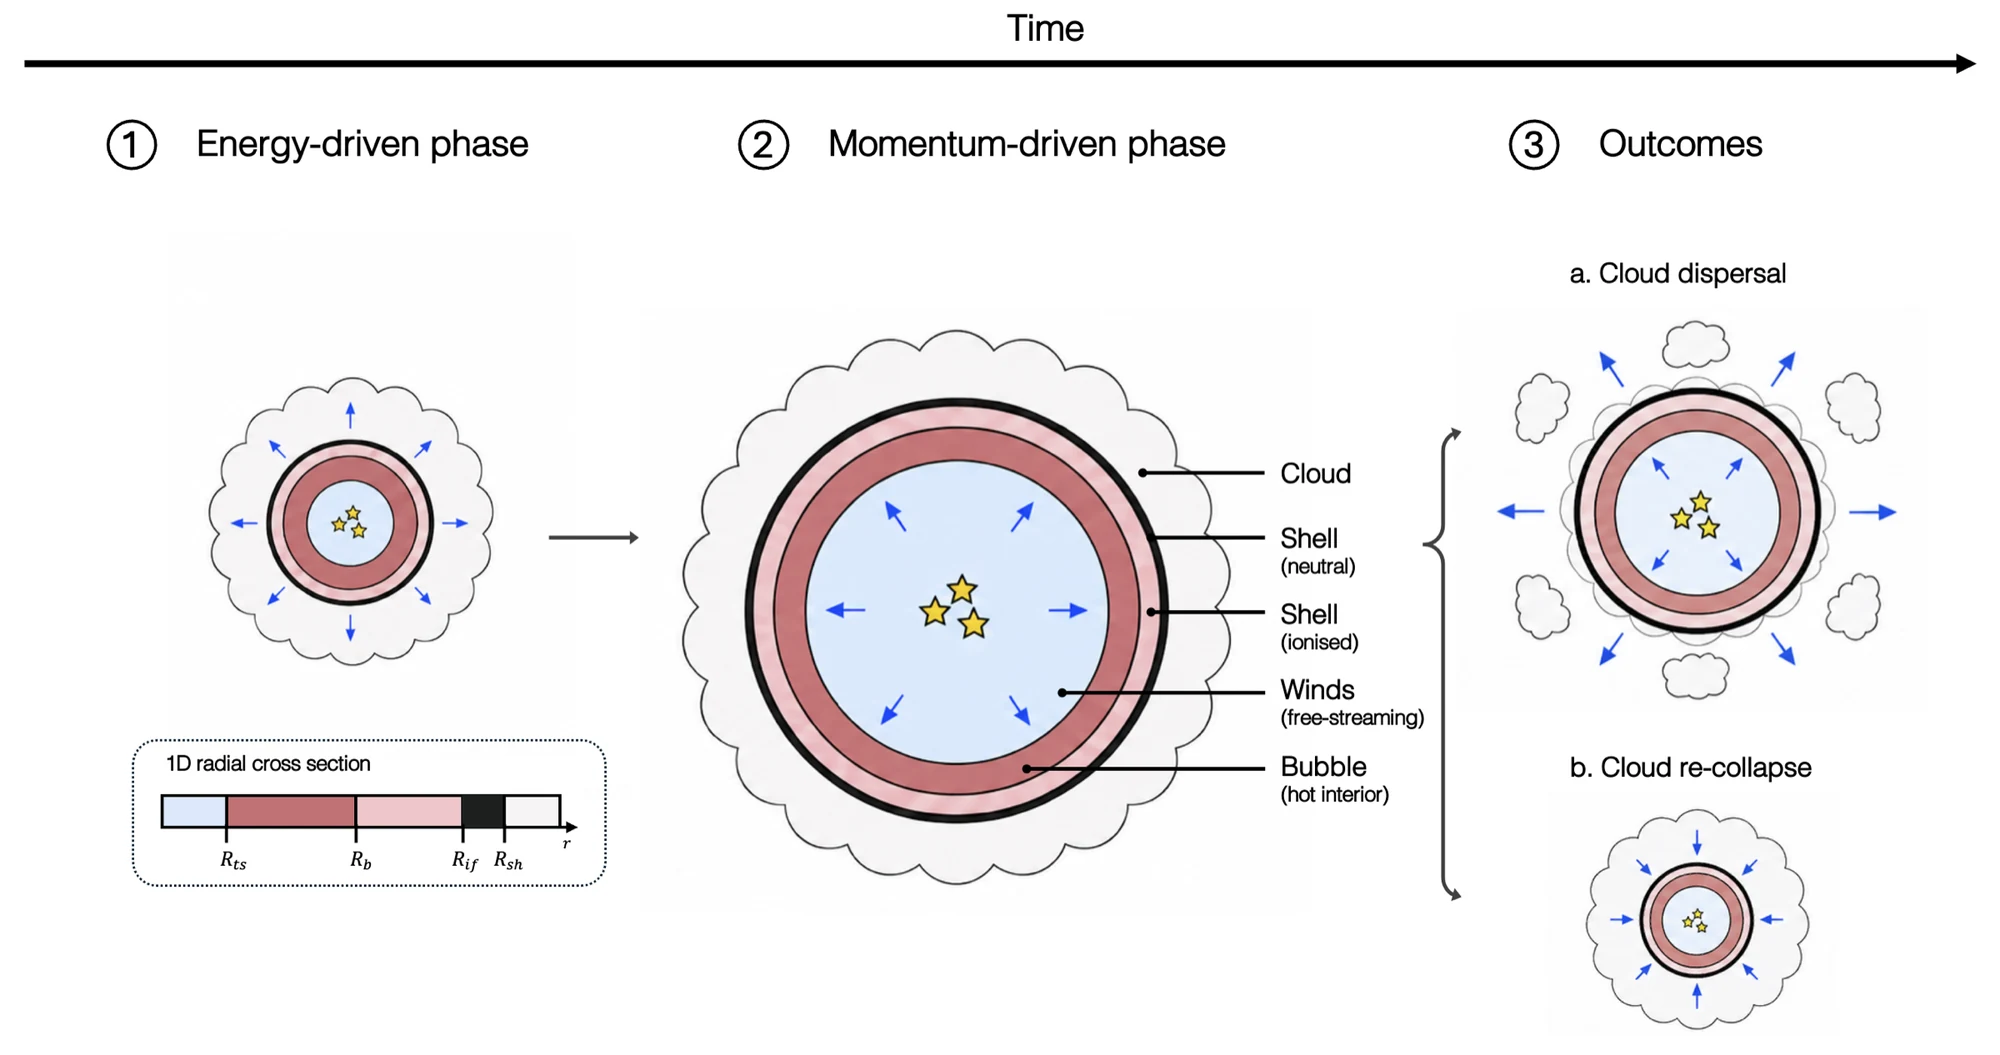 Time
1 Energy-driven phase
2 Momentum-driven phase
3 Outcomes
a. Cloud dispersal
Cloud
Shell
(neutral)
Shell
(ionised)
Winds
(free-streaming)
Bubble
(hot interior)
b. Cloud re-collapse
1D radial cross section
r
R_ts R_b R_if R_sh